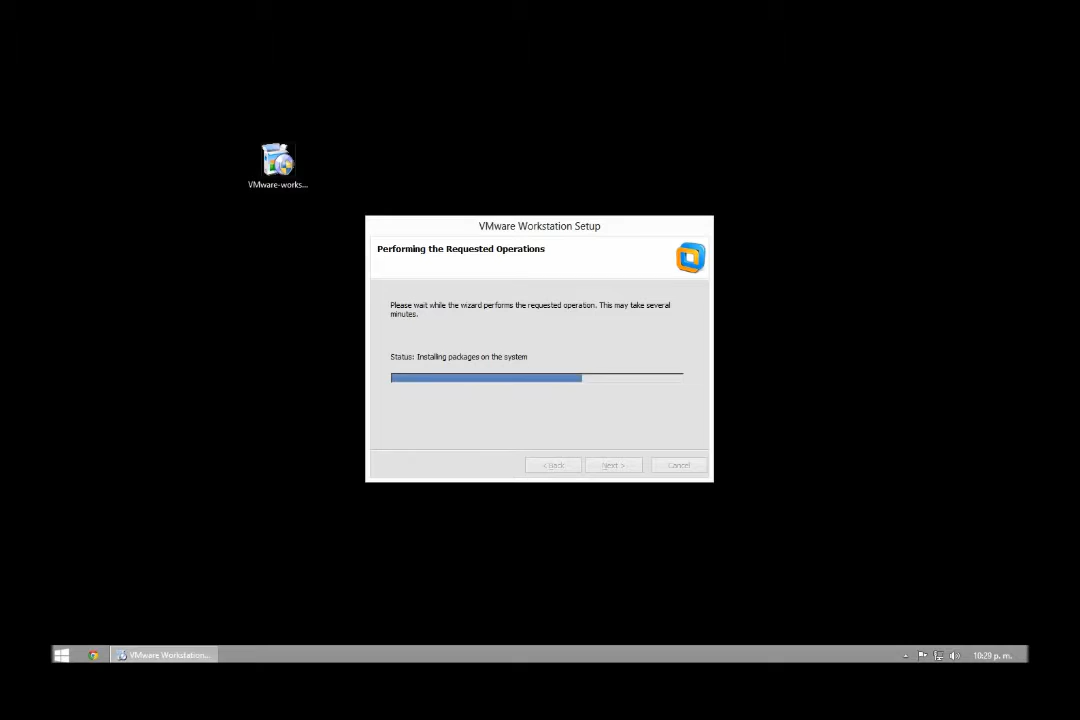 VMware-works...
VMware Workstation Setup
Performing the Requested Operations
Please wait while the wizard performs the requested operation. This may take several
minutes.
Status: Installing packages on the system
< Back
Next >
Cancel
VMware Workstation...
10:29 p. m.